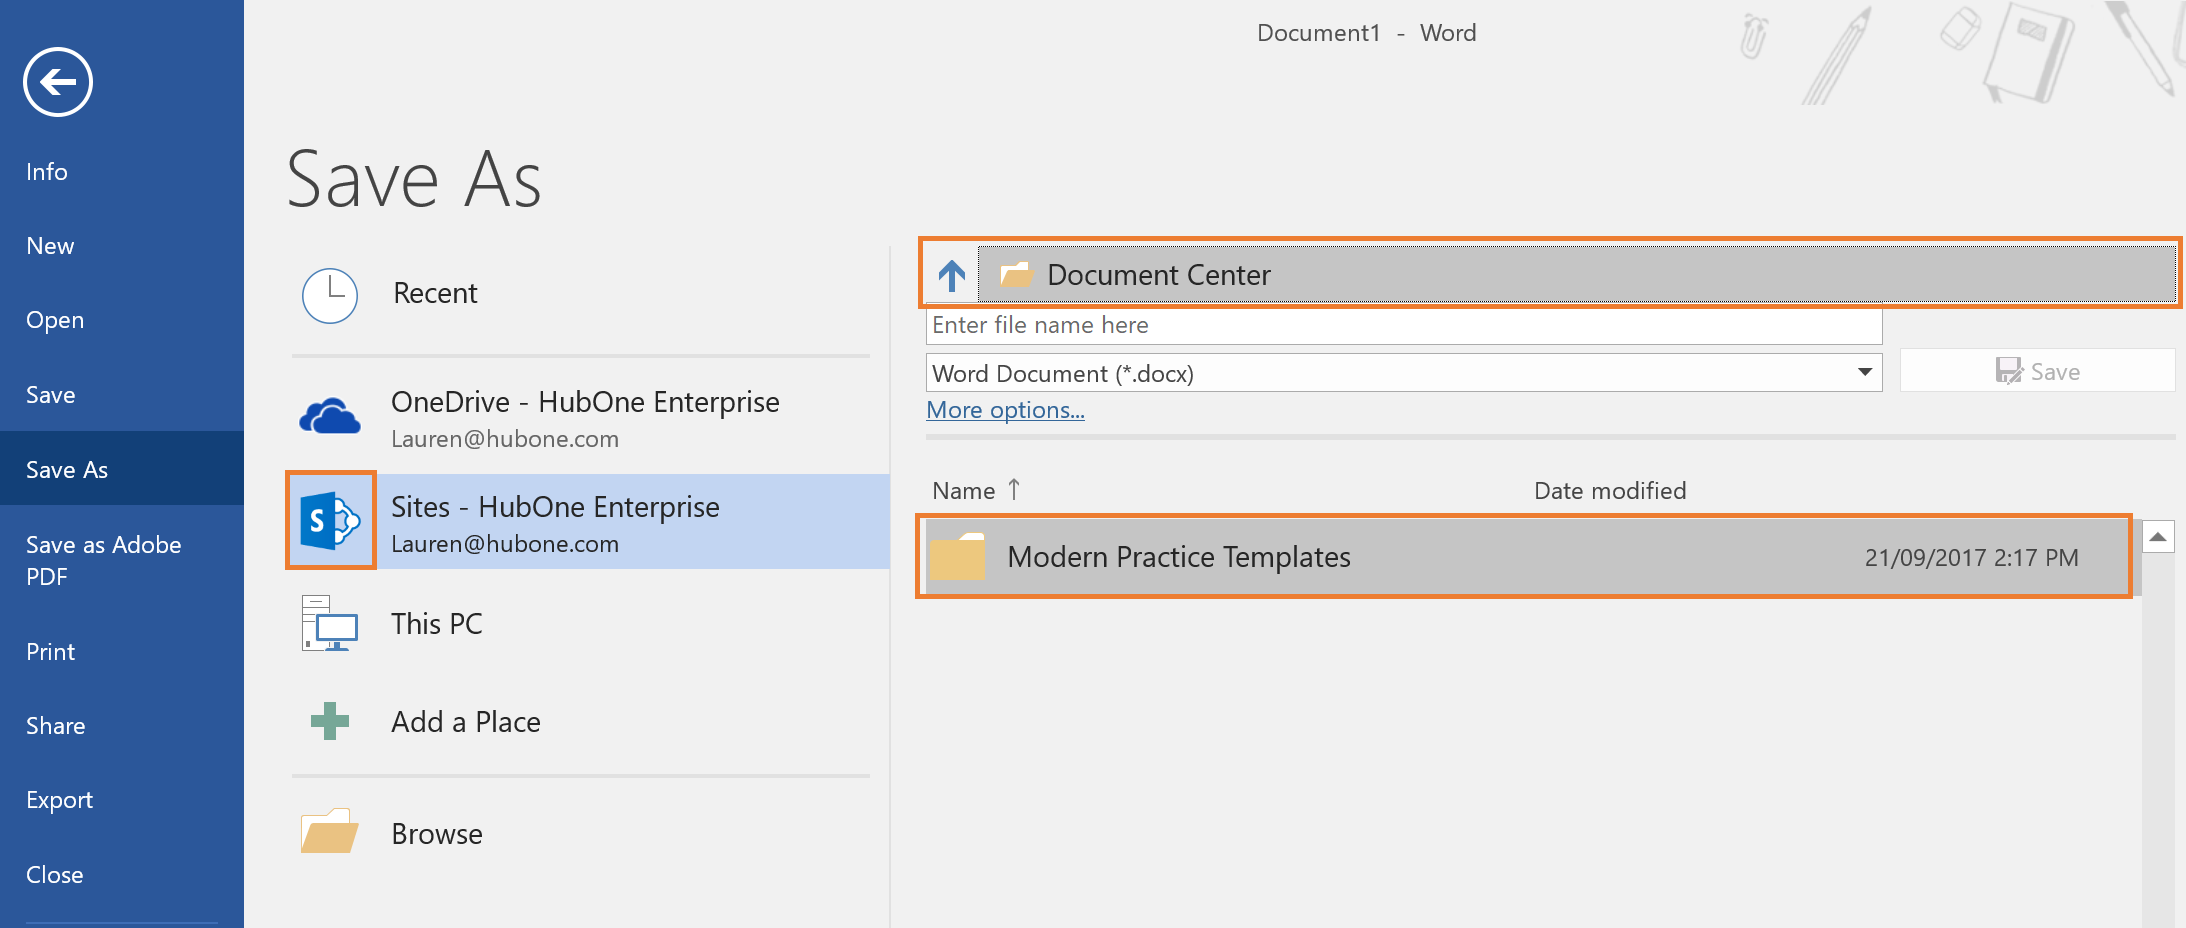 Document1 - Word
Info
New
Open
Save
Save As
Save as Adobe
PDF
Print
Share
Export
Close
Save As
Recent
OneDrive - HubOne Enterprise
Lauren@hubone.com
S
Sites - HubOne Enterprise
Lauren@hubone.com
This PC
Add a Place
Browse
Document Center
Enter file name here
Word Document (*.docx)
Save
More options...
Name ↑ Date modified
Modern Practice Templates 21/09/2017 2:17 PM